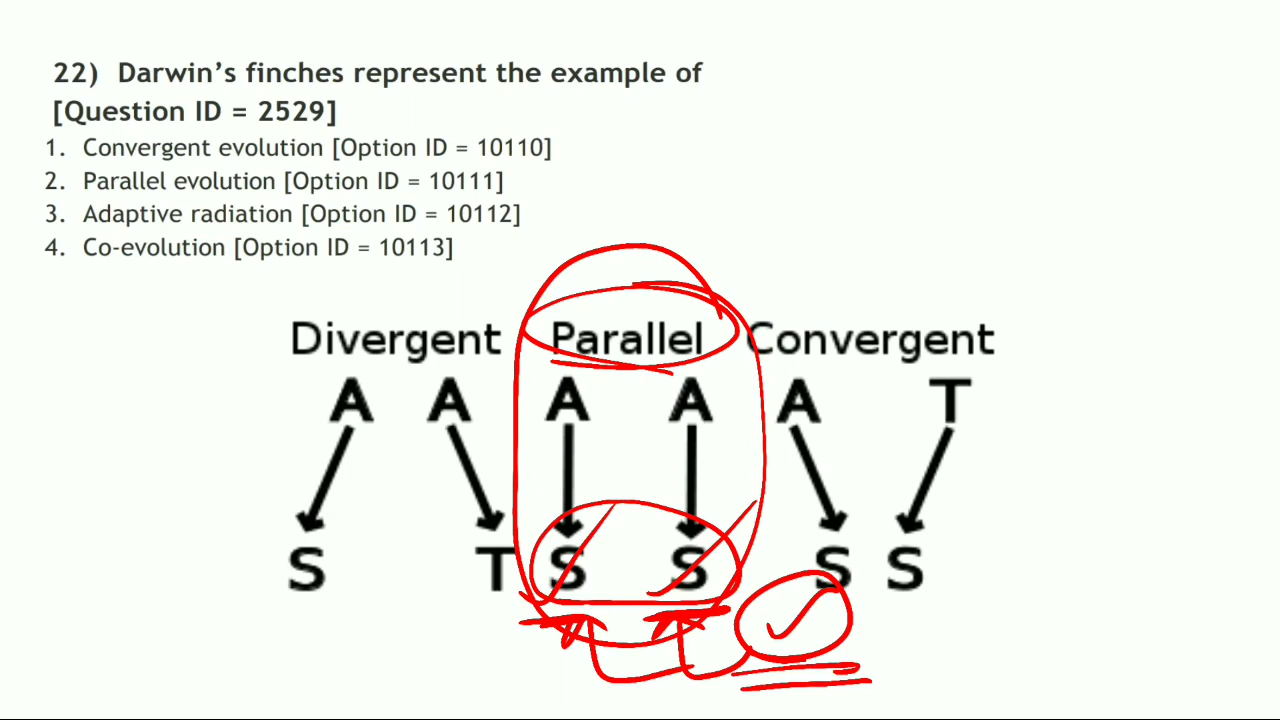 22) Darwin’s finches represent the example of
[Question ID = 2529]
1. Convergent evolution [Option ID = 10110]
2. Parallel evolution [Option ID = 10111]
3. Adaptive radiation [Option ID = 10112]
4. Co-evolution [Option ID = 10113]
Divergent Parallel Convergent
A A A A A T
S T S S S S